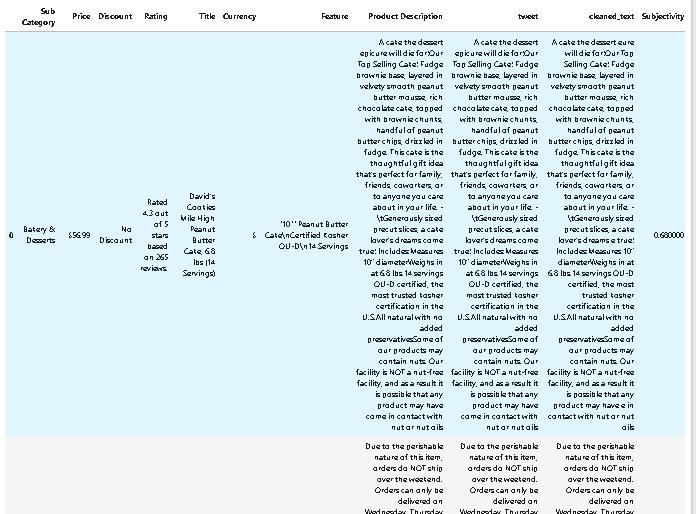 Sub Category
Price
Discount
Rating
Title
Currency
Feature
Product Description
tweet
cleaned_text
Subjectivity
0
Bakery &
Desserts
$56.99
No
Discount
Rated
4.3 out
of 5
stars
based
on 265
reviews.
David's
Cookies
Mile High
Peanut
Butter
Cake, 6.8
lbs (14
Servings)
$
"10"" Peanut Butter
Cake\nCertified Kosher
OU-D\n14 Servings
A cake the dessert
epicure will die for!Our
Top Selling Cake! Fudge
brownie base, layered in
velvety smooth peanut
butter mousse, rich
chocolate cake, topped
with brownie chunks,
handful of peanut
butter chips, drizzled in
fudge. This cake is the
thoughtful gift idea
that's perfect for family,
friends, coworkers, or
to anyone you care
about in your life. -
\tGenerously sized
precut slices, a cake
lover's dreams come
true! Includes Measures
10" diameterWeighs in
at 6.8 lbs.14 servings
OU-D certified, the
most trusted kosher
certification in the
U.S.All natural with no
added
preservativesSome of
our products may
contain nuts. Our
facility is NOT a nut-free
facility, and as a result it
is possible that any
product may have
come in contact with
nut or nut oils
A cake the dessert
epicure will die for!Our
Top Selling Cake! Fudge
brownie base, layered in
velvety smooth peanut
butter mousse, rich
chocolate cake, topped
with brownie chunks,
handful of peanut
butter chips, drizzled in
fudge. This cake is the
thoughtful gift idea
that's perfect for family,
friends, coworkers, or
to anyone you care
about in your life. -
\tGenerously sized
precut slices, a cake
lover's dreams come
true! Includes Measures
10" diameterWeighs in
at 6.8 lbs.14 servings
OU-D certified, the
most trusted kosher
certification in the
U.S.All natural with no
added
preservativesSome of
our products may
contain nuts. Our
facility is NOT a nut-free
facility, and as a result it
is possible that any
product may have
come in contact with
nut or nut oils
A cake the dessert eure
will die for!Our Top
Selling Cake! Fudge
brownie base, layered in
velvety smooth peanut
butter mousse, rich
chocolate cake, topped
with brownie chunks,
handful of peanut
butter chips, drizzled in
fudge. This cake is the
thoughtful gift idea
that's perfect for family,
friends, coworkers, or
to anyone you care
about in your life. -
\tGenerously sized
precut slices, a cake
lover's dreams e true!
Includes Measures 10"
diameterWeighs in at
6.8 lbs.14 servings OU-D
certified, the most
trusted kosher
certification in the
U.S.All natural with no
added
preservativesSome of
our products may
contain nuts. Our
facility is NOT a nut-free
facility, and as a result it
is possible that any
product may have e in
contact with nut or nut
oils
0.680000
Due to the perishable
nature of this item,
orders do NOT ship
over the weekend.
Orders can only be
delivered on
Wednesday, Thursday
Due to the perishable
nature of this item,
orders do NOT ship
over the weekend.
Orders can only be
delivered on
Wednesday, Thursday
Due to the perishable
nature of this item,
orders do NOT ship
over the weekend.
Orders can only be
delivered on
Wednesday, Thursday